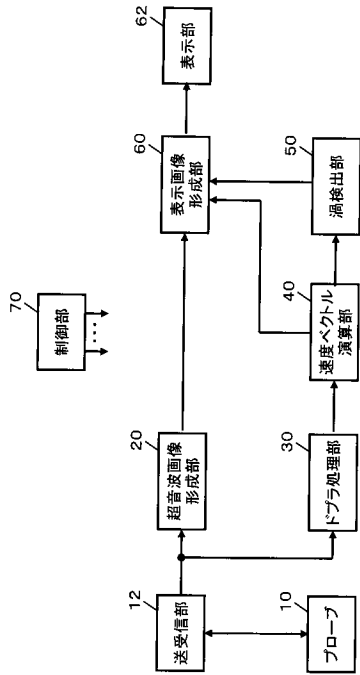 70
制御部
62
表示部
60
表示画像
形成部
50
渦検出部
40
速度ベクトル
演算部
20
超音波画像
形成部
30
ドプラ処理部
12
送受信部
10
プローブ